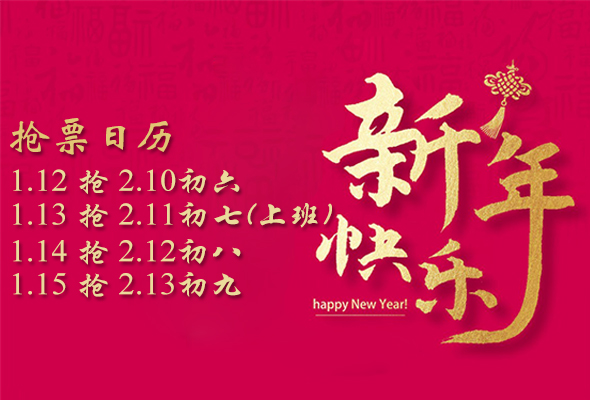 抢票日历
1.12 抢 2.10初六
1.13 抢 2.11初七(上班)
1.14 抢 2.12初八
1.15 抢 2.13初九
新年
快乐
happy New Year!